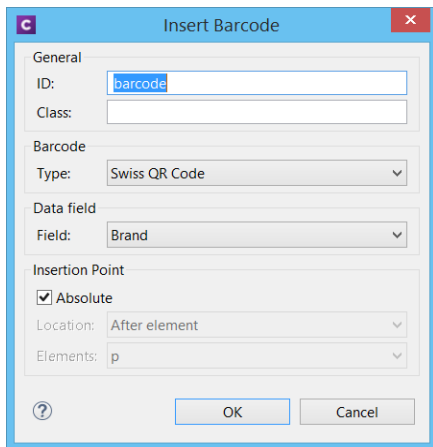 C Insert Barcode
General
ID: barcode
Class:
Barcode
Type: Swiss QR Code
Data field
Field: Brand
Insertion Point
Absolute
Location: After element
Elements: p
? OK Cancel